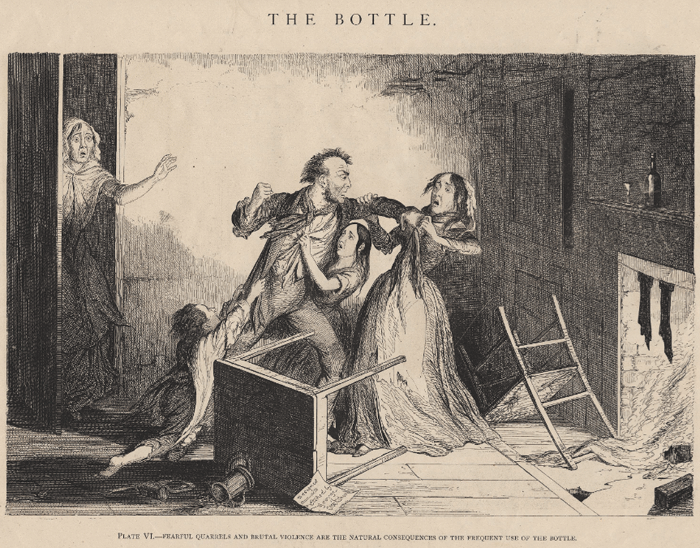 THE BOTTLE.
PLATE VI.—FEARFUL QUARRELS AND BRUTAL VIOLENCE ARE THE NATURAL CONSEQUENCES OF THE FREQUENT USE OF THE BOTTLE.